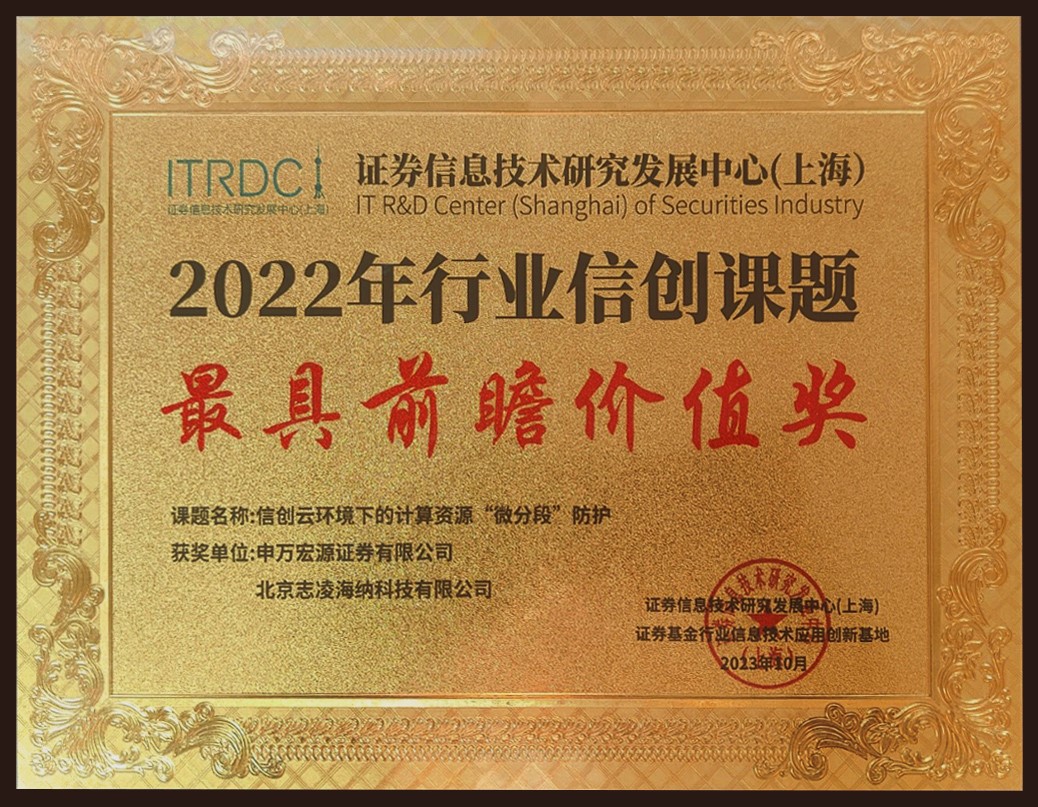 ITRDC
证券信息技术研究发展中心(上海)
证券信息技术研究发展中心(上海)
IT R&D Center (Shanghai) of Securities Industry
2022年行业信创课题
最具前瞻价值奖
课题名称:信创云环境下的计算资源“微分段”防护
获奖单位:申万宏源证券有限公司
北京志凌海纳科技有限公司
证券信息技术研究发展中心(上海)
证券基金行业信息技术应用创新基地
2023年10月